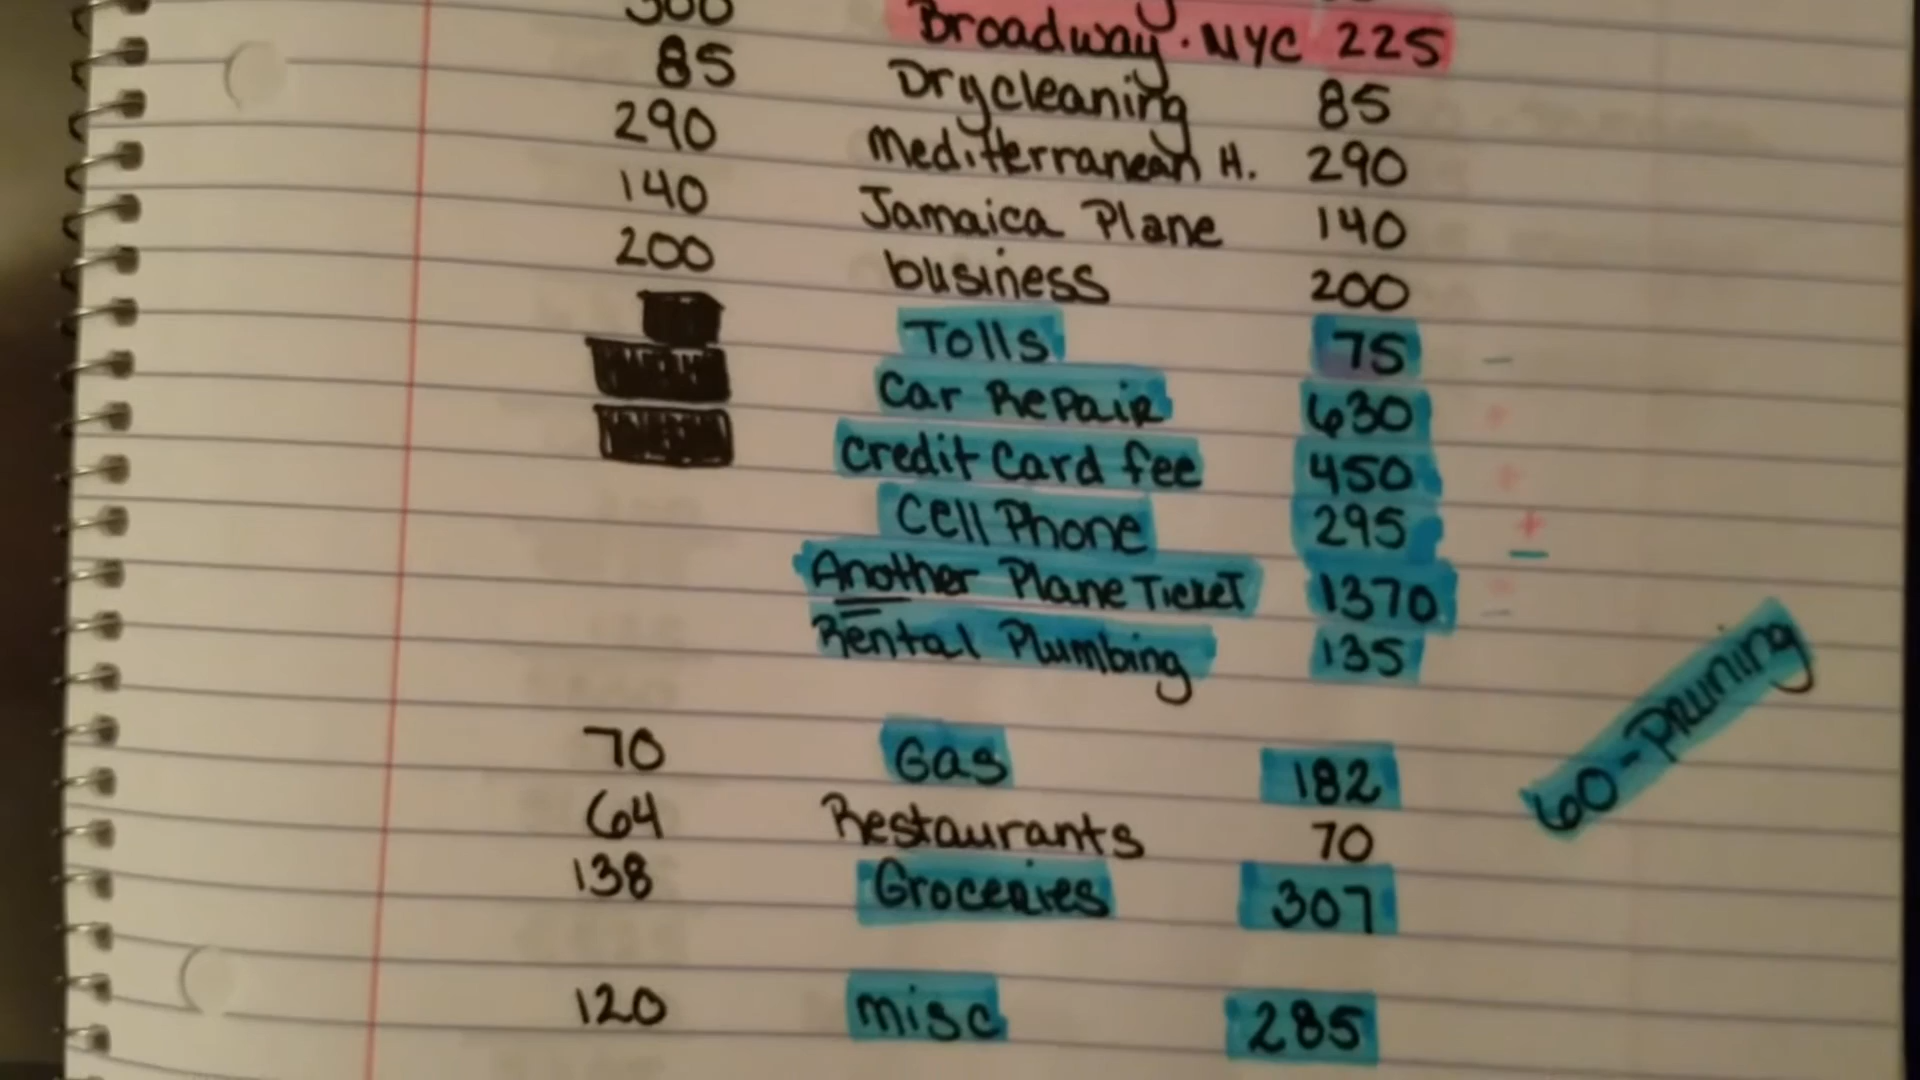 300 Broadway. NYC 225
85 Drycleaning 85
290 Mediterranean H. 290
140 Jamaica Plane 140
200 business 200
Tolls 75 -
Car Repair 630 +
Credit Card fee 450 +
Cell Phone 295 +
Another Plane Ticket 1370 -
Rental Plumbing 135
60 - Pruning
70 Gas 182
64 Restaurants 70
138 Groceries 307
120 misc 285